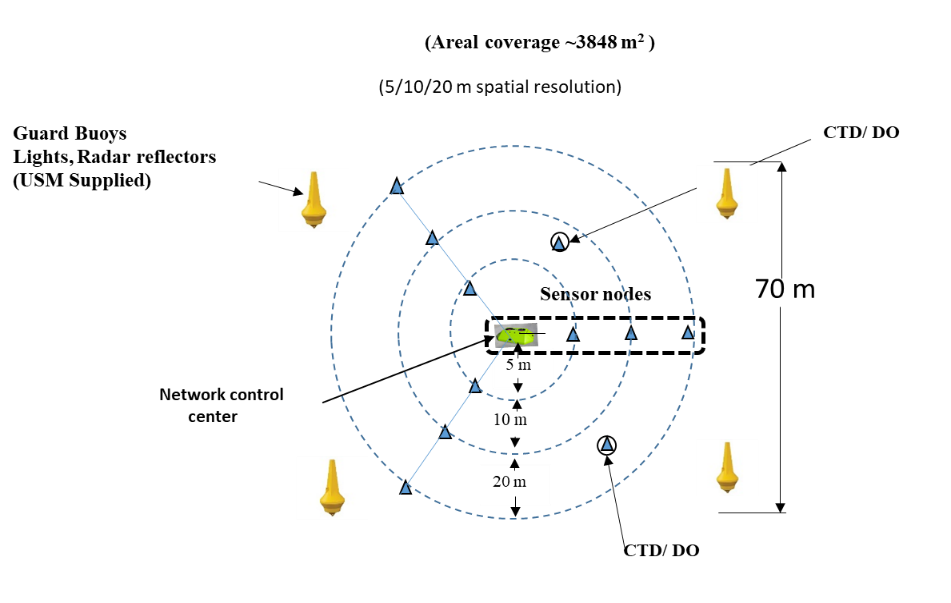 (Areal coverage ~3848 m²)
(5/10/20 m spatial resolution)
Guard Buoys
Lights, Radar reflectors
(USM Supplied)
CTD/ DO
Sensor nodes
70 m
5 m
Network control
center
10 m
20 m
CTD/ DO